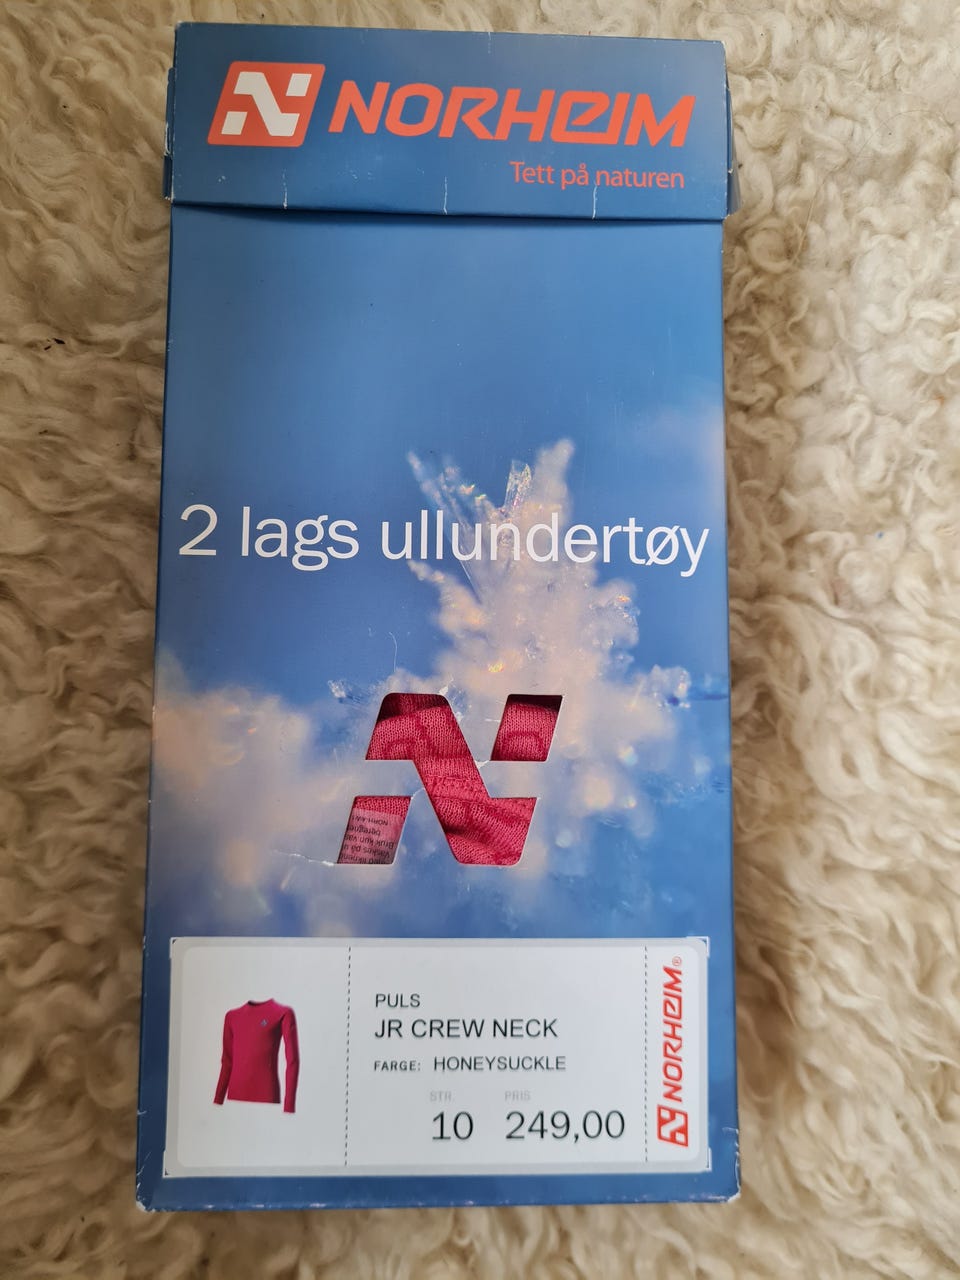 NORHEIM
Tett på naturen
2 lags ullundertøy
PULS
JR CREW NECK
FARGE: HONEYSUCKLE
STR. PRIS
10 249,00
NORHEIM®